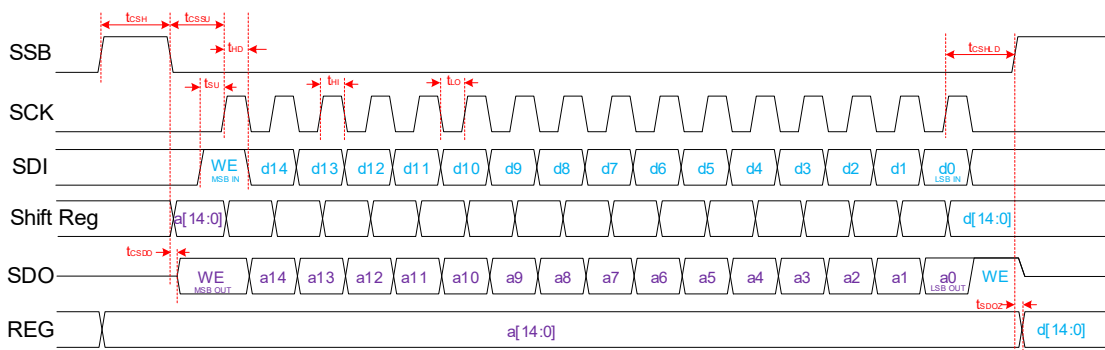 tCSH tCSSU
SSB tHD tCSHLD
tSU tHI tLO
SCK
SDI WE d14 d13 d12 d11 d10 d9 d8 d7 d6 d5 d4 d3 d2 d1 d0
MSB IN LSB IN
Shift Reg a[14:0] d[14:0]
tCSDO
SDO WE a14 a13 a12 a11 a10 a9 a8 a7 a6 a5 a4 a3 a2 a1 a0 WE
MSB OUT LSB OUT
tSDOZ
REG a[14:0] d[14:0]